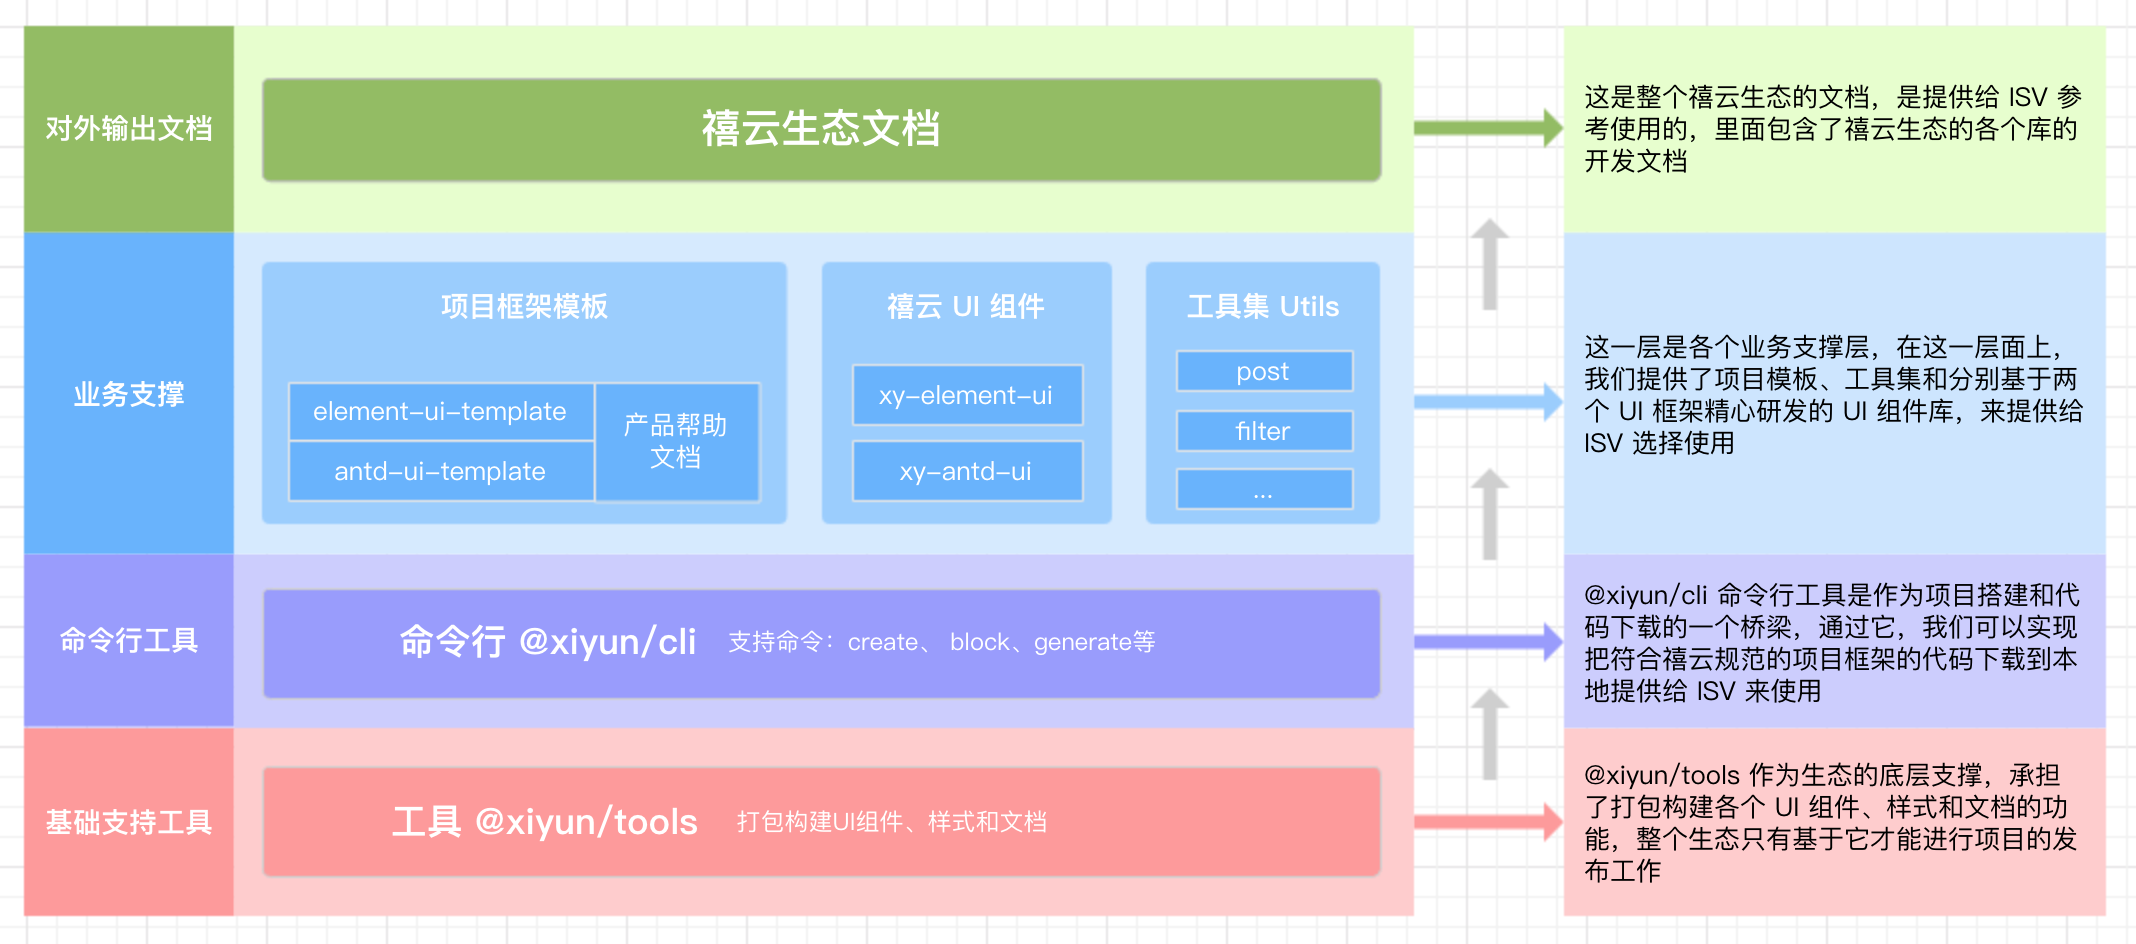 对外输出文档
禧云生态文档
这是整个禧云生态的文档，是提供给 ISV 参
考使用的，里面包含了禧云生态的各个库的
开发文档
业务支撑
项目框架模板
element-ui-template
antd-ui-template
产品帮助
文档
禧云 UI 组件
xy-element-ui
xy-antd-ui
工具集 Utils
post
filter
...
这一层是各个业务支撑层，在这一层面上，
我们提供了项目模板、工具集和分别基于两
个 UI 框架精心研发的 UI 组件库，来提供给
ISV 选择使用
命令行工具
命令行 @xiyun/cli 支持命令：create、 block、generate等
@xiyun/cli 命令行工具是作为项目搭建和代
码下载的一个桥梁，通过它，我们可以实现
把符合禧云规范的项目框架的代码下载到本
地提供给 ISV 来使用
基础支持工具
工具 @xiyun/tools 打包构建UI组件、样式和文档
@xiyun/tools 作为生态的底层支撑，承担
了打包构建各个 UI 组件、样式和文档的功
能，整个生态只有基于它才能进行项目的发
布工作